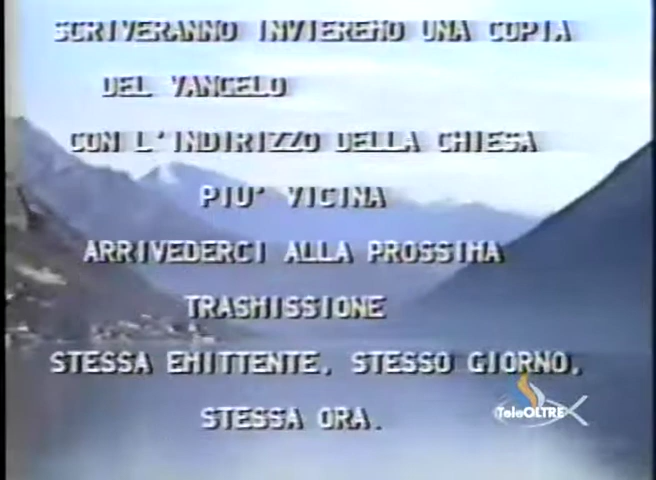 SCRIVERANNO INVIEREMO UNA COPIA
DEL VANGELO
CON L'INDIRIZZO DELLA CHIESA
PIU' VICINA
ARRIVEDERCI ALLA PROSSIMA
TRASMISSIONE
STESSA EMITTENTE, STESSO GIORNO,
STESSA ORA.
TeleOLTRE